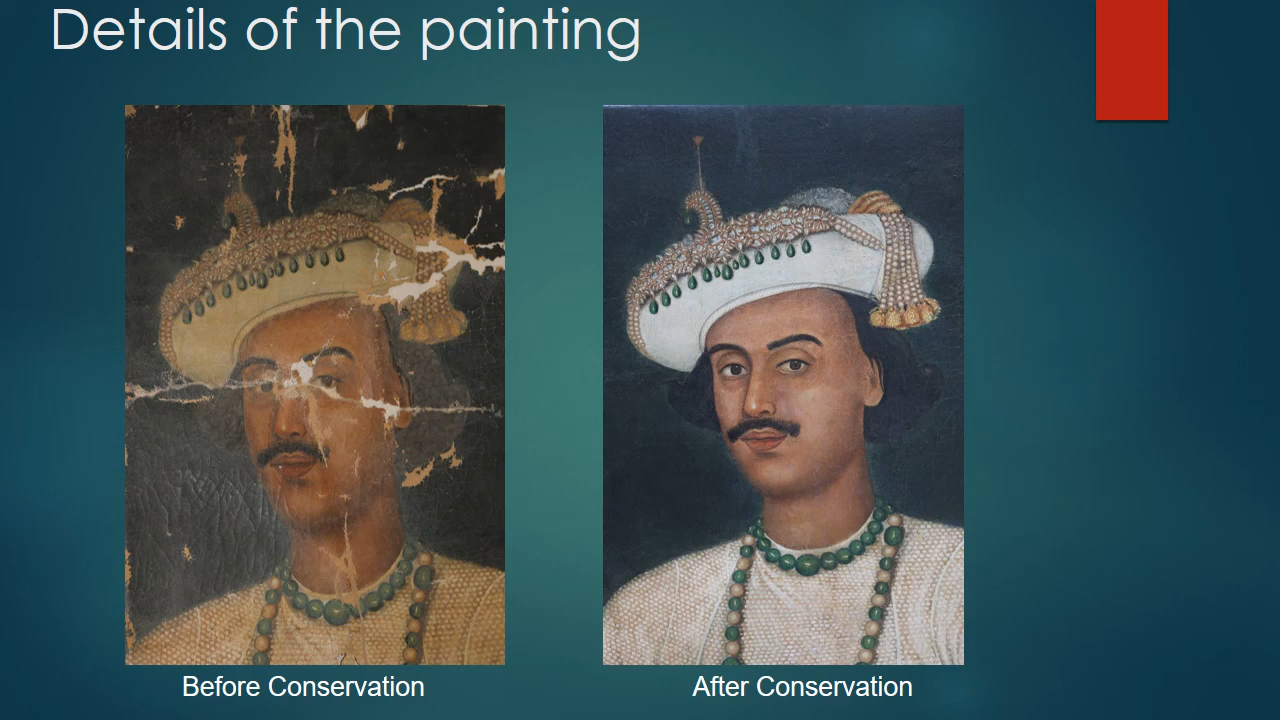 Details of the painting
Before Conservation
After Conservation